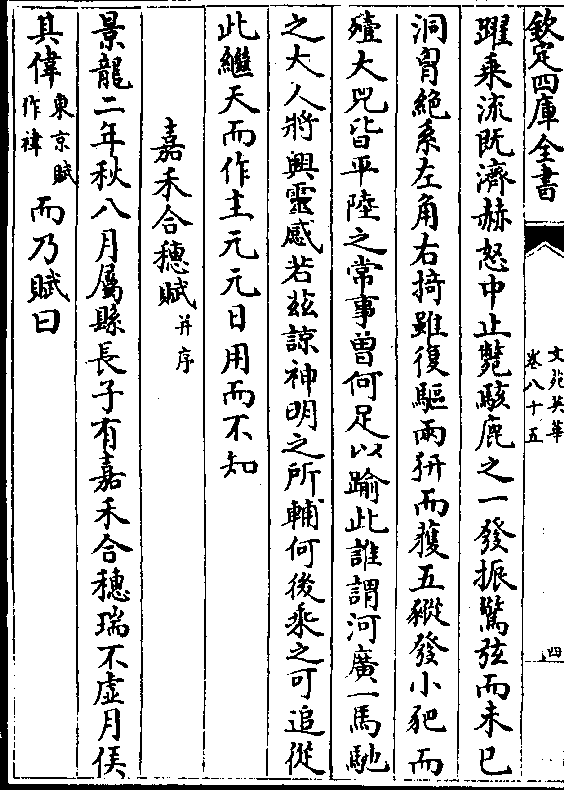 欽定四庫全書
文苑英華
卷八十五
四
躍乘流既濟赫怒中止斃駭鹿之一發振驚弦而未已
洞胷絶系左角右掎雖復驅兩豜而獲五豵發小豝而
殪大兕皆平陸之常事曽何足以踰此誰謂河廣一馬馳
之大人將興靈感若兹諒神明之所輔何後乘之可追從
此繼天而作主元元日用而不知
嘉禾合穗賦并序
景龍二年秋八月屬縣長子有嘉禾合穗瑞不虚月俟
其偉東京賦作禕而乃賦曰